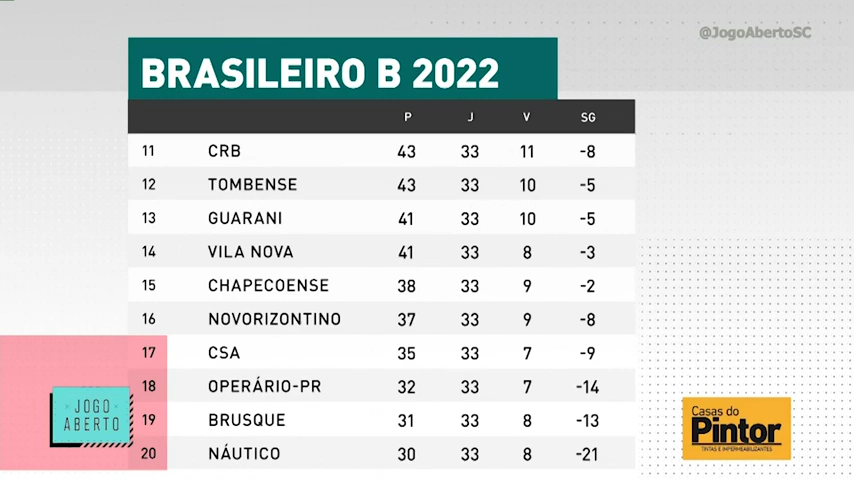 @JogoAbertoSC
BRASILEIRO B 2022
P J V SG
11 CRB 43 33 11 -8
12 TOMBENSE 43 33 10 -5
13 GUARANI 41 33 10 -5
14 VILA NOVA 41 33 8 -3
15 CHAPECOENSE 38 33 9 -2
16 NOVORIZONTINO 37 33 9 -8
17 CSA 35 33 7 -9
18 OPERÁRIO-PR 32 33 7 -14
19 BRUSQUE 31 33 8 -13
20 NÁUTICO 30 33 8 -21
JOGO
ABERTO
Casas do
Pintor
TINTAS E IMPERMEABILIZANTES